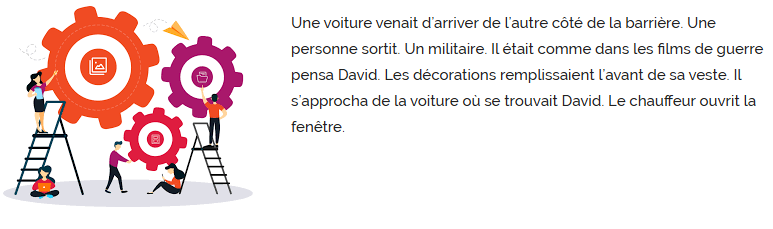 Une voiture venait d’arriver de l’autre côté de la barrière. Une
personne sortit. Un militaire. Il était comme dans les films de guerre
pensa David. Les décorations remplissaient l’avant de sa veste. Il
s’approcha de la voiture où se trouvait David. Le chauffeur ouvrit la
fenêtre.